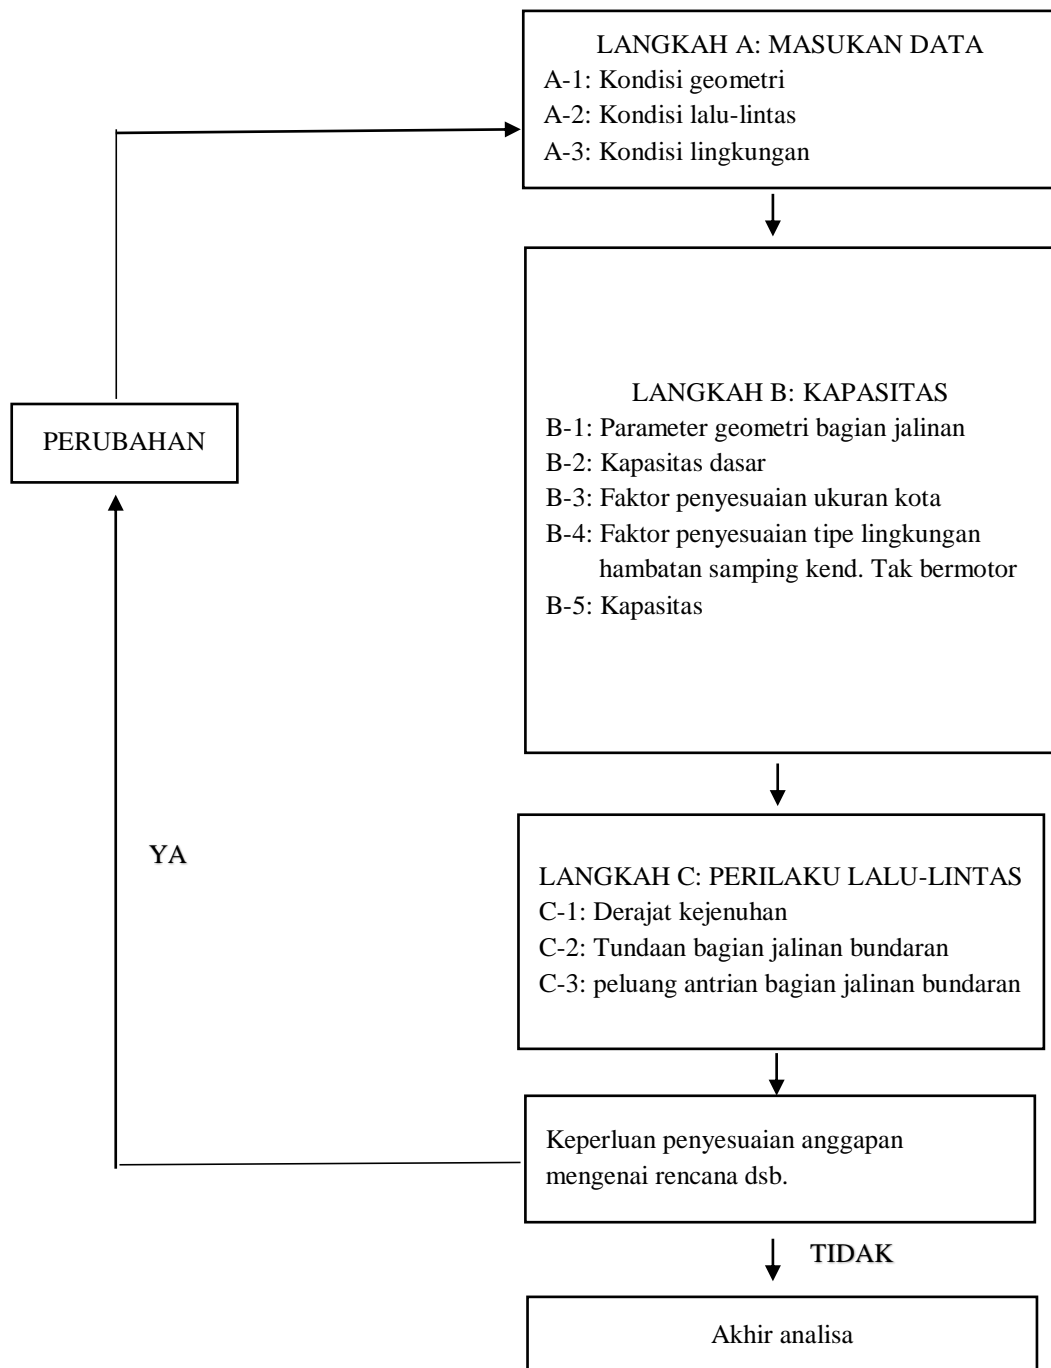 LANGKAH A: MASUKAN DATA
A-1: Kondisi geometri
A-2: Kondisi lalu-lintas
A-3: Kondisi lingkungan
LANGKAH B: KAPASITAS
B-1: Parameter geometri bagian jalinan
B-2: Kapasitas dasar
B-3: Faktor penyesuaian ukuran kota
B-4: Faktor penyesuaian tipe lingkungan
hambatan samping kend. Tak bermotor
B-5: Kapasitas
PERUBAHAN
YA
LANGKAH C: PERILAKU LALU-LINTAS
C-1: Derajat kejenuhan
C-2: Tundaan bagian jalinan bundaran
C-3: peluang antrian bagian jalinan bundaran
Keperluan penyesuaian anggapan
mengenai rencana dsb.
TIDAK
Akhir analisa